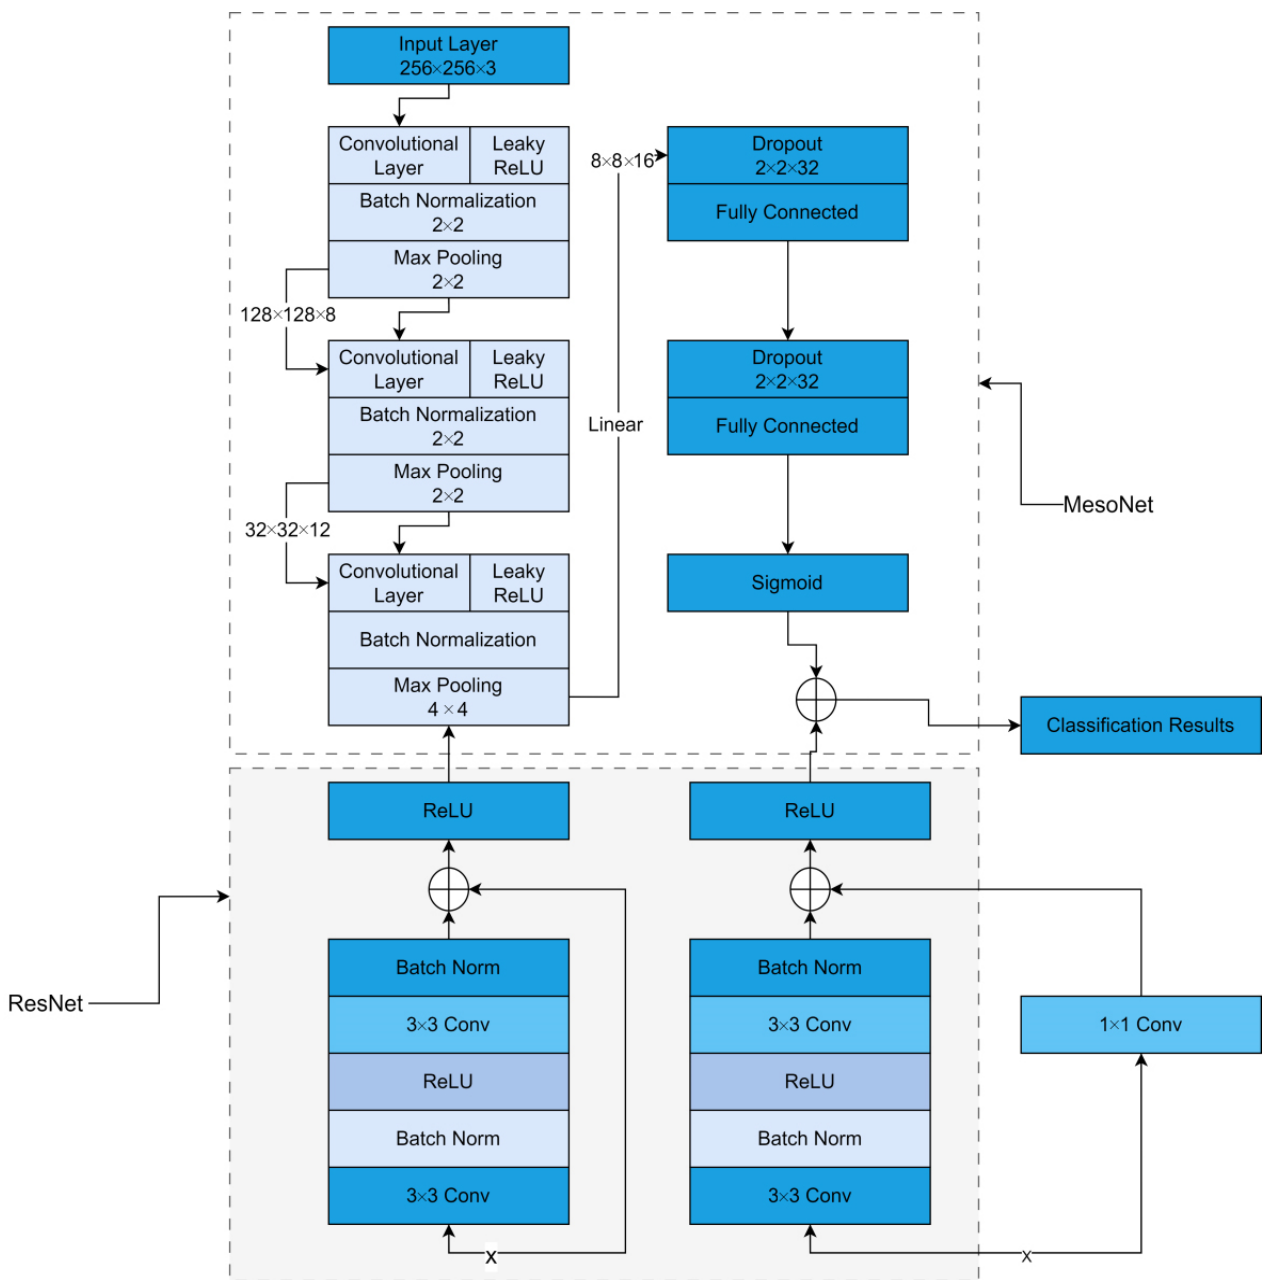 Input Layer
256×256×3
Convolutional
Layer
Leaky
ReLU
Batch Normalization
2×2
Max Pooling
2×2
128×128×8
Convolutional
Layer
Leaky
ReLU
Batch Normalization
2×2
Max Pooling
2×2
32×32×12
Convolutional
Layer
Leaky
ReLU
Batch Normalization
Max Pooling
4×4
Linear
8×8×16
Dropout
2×2×32
Fully Connected
Dropout
2×2×32
Fully Connected
Sigmoid
MesoNet
Classification Results
ResNet
ReLU
Batch Norm
3×3 Conv
ReLU
Batch Norm
3×3 Conv
x
ReLU
Batch Norm
3×3 Conv
ReLU
Batch Norm
3×3 Conv
x
1×1 Conv